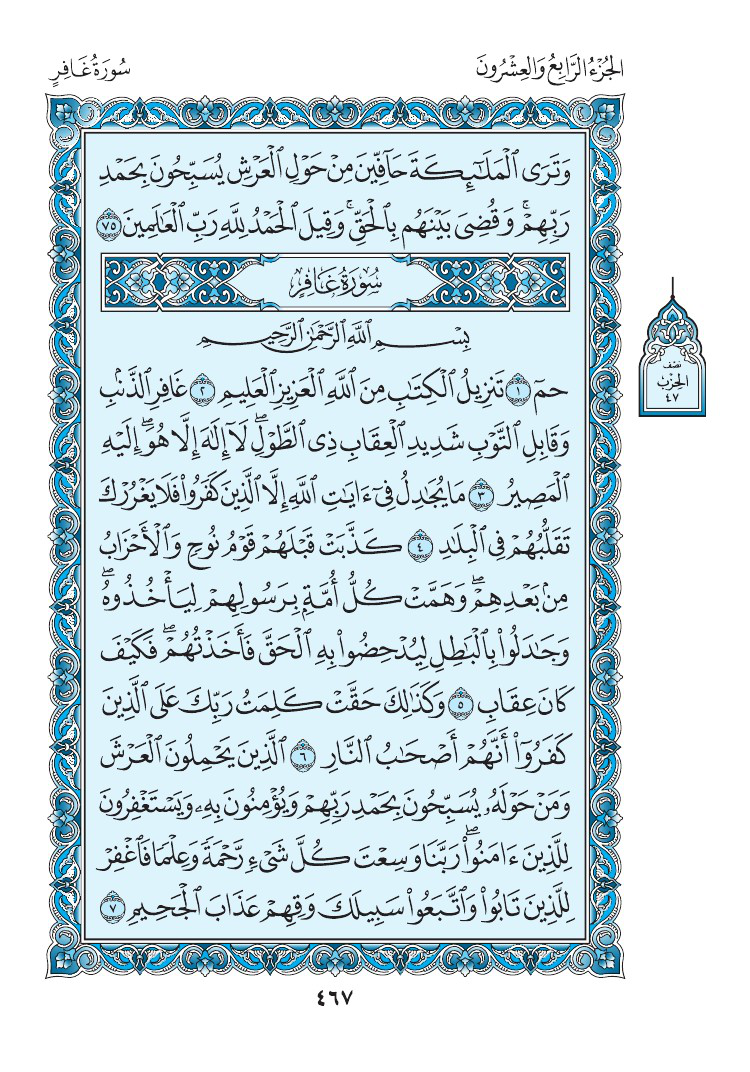 الجُزْءُ الرَّابِعُ وَالعِشْرُونَ
سُورَةُ غَافِرٍ
وَتَرَى ٱلْمَلَٰٓئِكَةَ حَآفِّينَ مِنْ حَوْلِ ٱلْعَرْشِ يُسَبِّحُونَ بِحَمْدِ
رَبِّهِمْ ۖ وَقُضِيَ بَيْنَهُم بِٱلْحَقِّ ۚ وَقِيلَ ٱلْحَمْدُ لِلَّهِ رَبِّ ٱلْعَٰلَمِينَ ٧٥
سُورَةُ غَافِرٍ
بِسْمِ ٱللَّهِ ٱلرَّحْمَٰنِ ٱلرَّحِيمِ
حمٓ ١ تَنزِيلُ ٱلْكِتَٰبِ مِنَ ٱللَّهِ ٱلْعَزِيزِ ٱلْعَلِيمِ ٢ غَافِرِ ٱلذَّنۢبِ
وَقَابِلِ ٱلتَّوْبِ شَدِيدِ ٱلْعِقَابِ ذِي ٱلطَّوْلِ ۖ لَآ إِلَٰهَ إِلَّا هُوَ ۖ إِلَيْهِ
ٱلْمَصِيرُ ٣ مَا يُجَٰدِلُ فِيٓ ءَايَٰتِ ٱللَّهِ إِلَّا ٱلَّذِينَ كَفَرُوا۟ فَلَا يَغْرُرْكَ
تَقَلُّبُهُمْ فِي ٱلْبِلَٰدِ ٤ كَذَّبَتْ قَبْلَهُمْ قَوْمُ نُوحٍ وَٱلْأَحْزَابُ
مِنۢ بَعْدِهِمْ ۖ وَهَمَّتْ كُلُّ أُمَّةٍۭ بِرَسُولِهِمْ لِيَأْخُذُوهُ ۖ
وَجَٰدَلُوا۟ بِٱلْبَٰطِلِ لِيُدْحِضُوا۟ بِهِ ٱلْحَقَّ فَأَخَذْتُهُمْ ۖ فَكَيْفَ
كَانَ عِقَابِ ٥ وَكَذَٰلِكَ حَقَّتْ كَلِمَتُ رَبِّكَ عَلَى ٱلَّذِينَ
كَفَرُوٓا۟ أَنَّهُمْ أَصْحَٰبُ ٱلنَّارِ ٦ ٱلَّذِينَ يَحْمِلُونَ ٱلْعَرْشَ
وَمَنْ حَوْلَهُۥ يُسَبِّحُونَ بِحَمْدِ رَبِّهِمْ وَيُؤْمِنُونَ بِهِۦ وَيَسْتَغْفِرُونَ
لِلَّذِينَ ءَامَنُوا۟ ۖ رَبَّنَا وَسِعْتَ كُلَّ شَيْءٍ رَّحْمَةً وَعِلْمًا فَٱغْفِرْ
لِلَّذِينَ تَابُوا۟ وَٱتَّبَعُوا۟ سَبِيلَكَ وَقِهِمْ عَذَابَ ٱلْجَحِيمِ ٧
نصف
الحزب
٤٧
٤٦٧